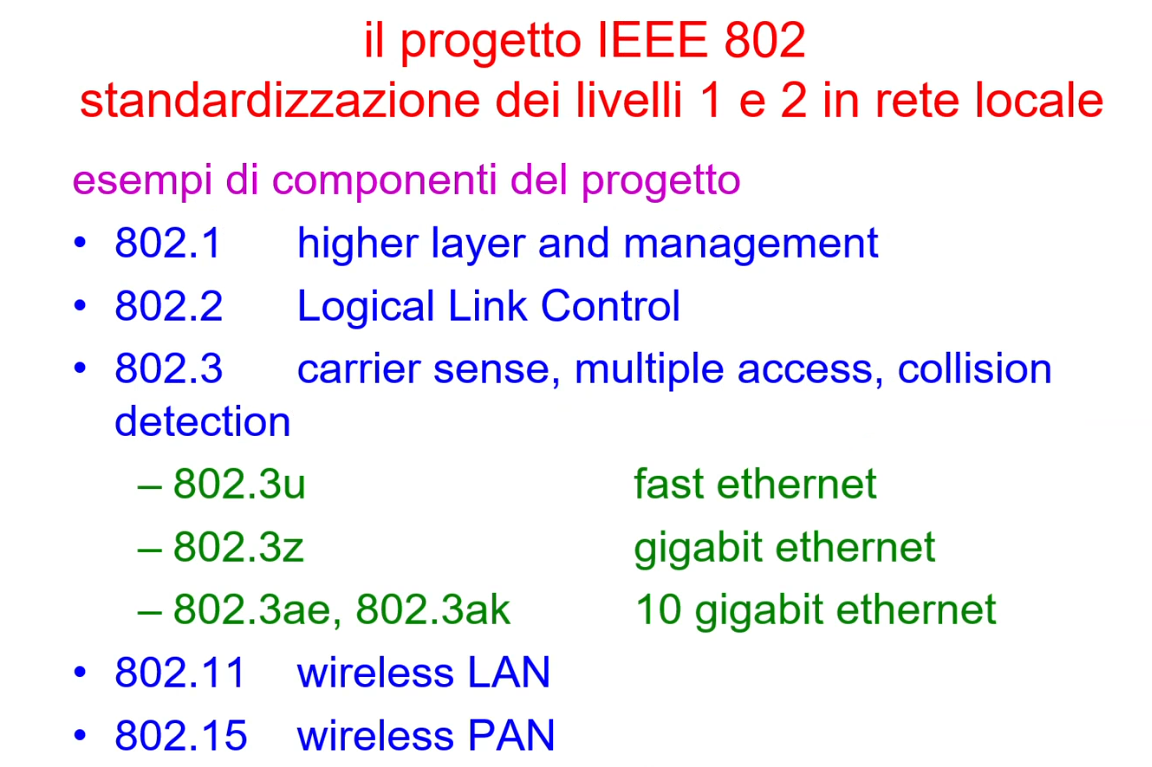 il progetto IEEE 802
standardizzazione dei livelli 1 e 2 in rete locale
esempi di componenti del progetto
• 802.1 higher layer and management
• 802.2 Logical Link Control
• 802.3 carrier sense, multiple access, collision
detection
– 802.3u fast ethernet
– 802.3z gigabit ethernet
– 802.3ae, 802.3ak 10 gigabit ethernet
• 802.11 wireless LAN
• 802.15 wireless PAN